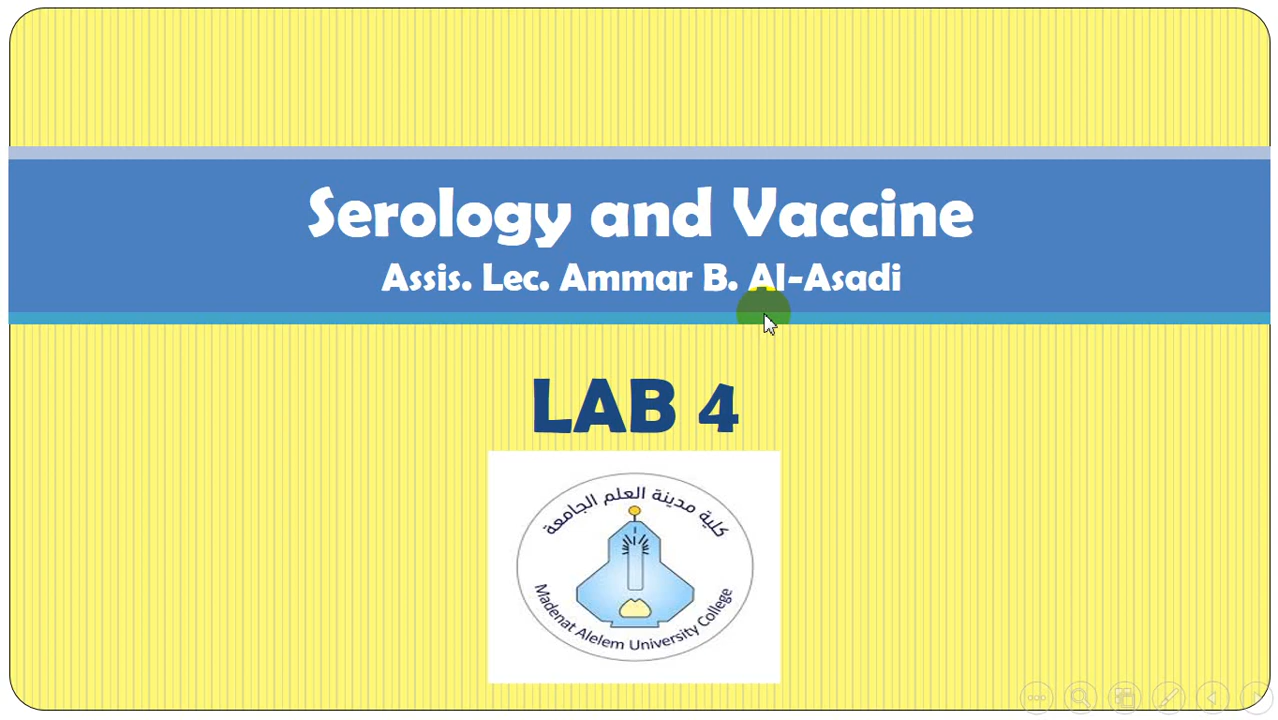 Serology and Vaccine
Assis. Lec. Ammar B. Al-Asadi
LAB 4
كلية مدينة العلم الجامعة
Madenat Alelem University College